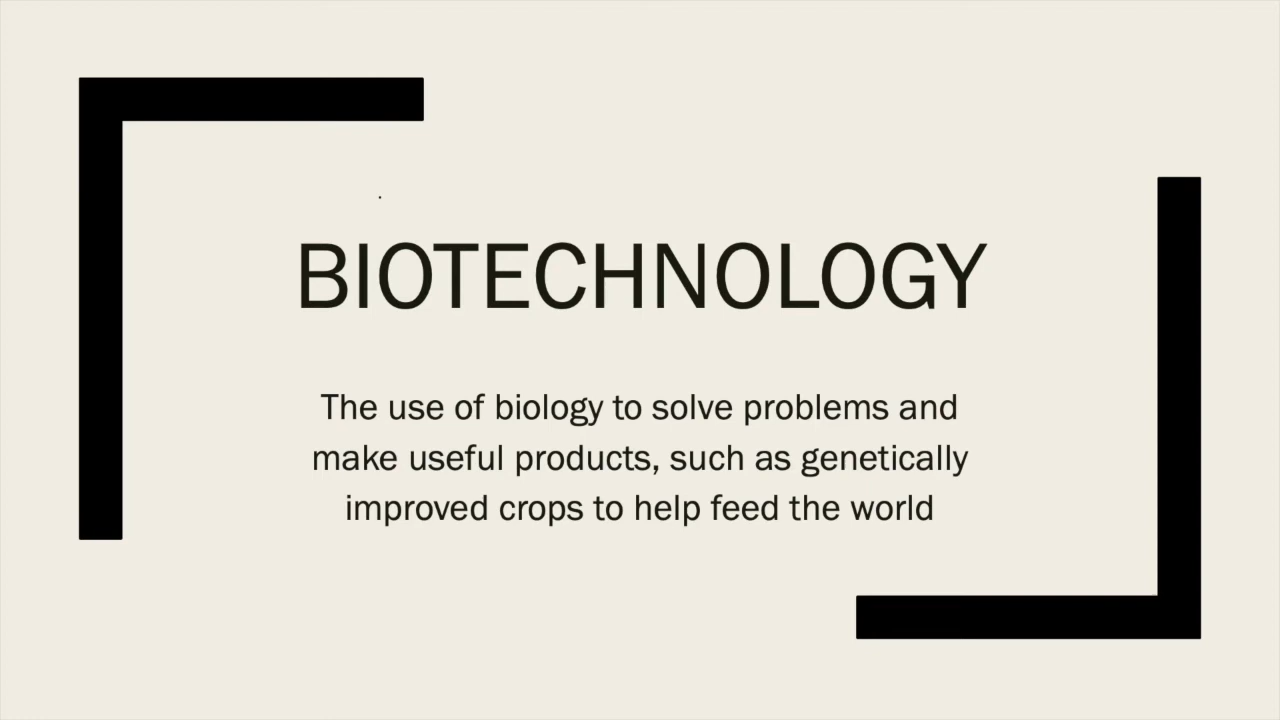 BIOTECHNOLOGY
The use of biology to solve problems and
make useful products, such as genetically
improved crops to help feed the world